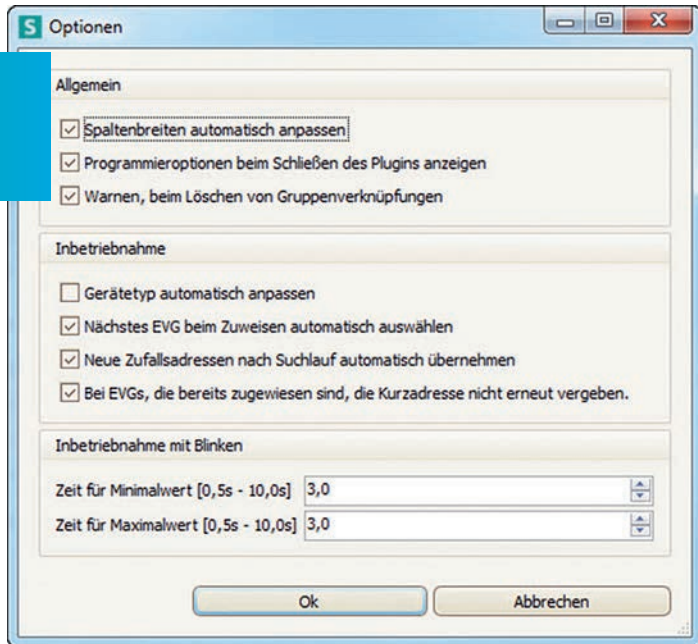 S Optionen
Allgemein
Spaltenbreiten automatisch anpassen
Programmieroptionen beim Schließen des Plugins anzeigen
Warnen, beim Löschen von Gruppenverknüpfungen
Inbetriebnahme
Gerätetyp automatisch anpassen
Nächstes EVG beim Zuweisen automatisch auswählen
Neue Zufallsadressen nach Suchlauf automatisch übernehmen
Bei EVGs, die bereits zugewiesen sind, die Kurzadresse nicht erneut vergeben.
Inbetriebnahme mit Blinken
Zeit für Minimalwert [0,5s - 10,0s] 3,0
Zeit für Maximalwert [0,5s - 10,0s] 3,0
Ok Abbrechen